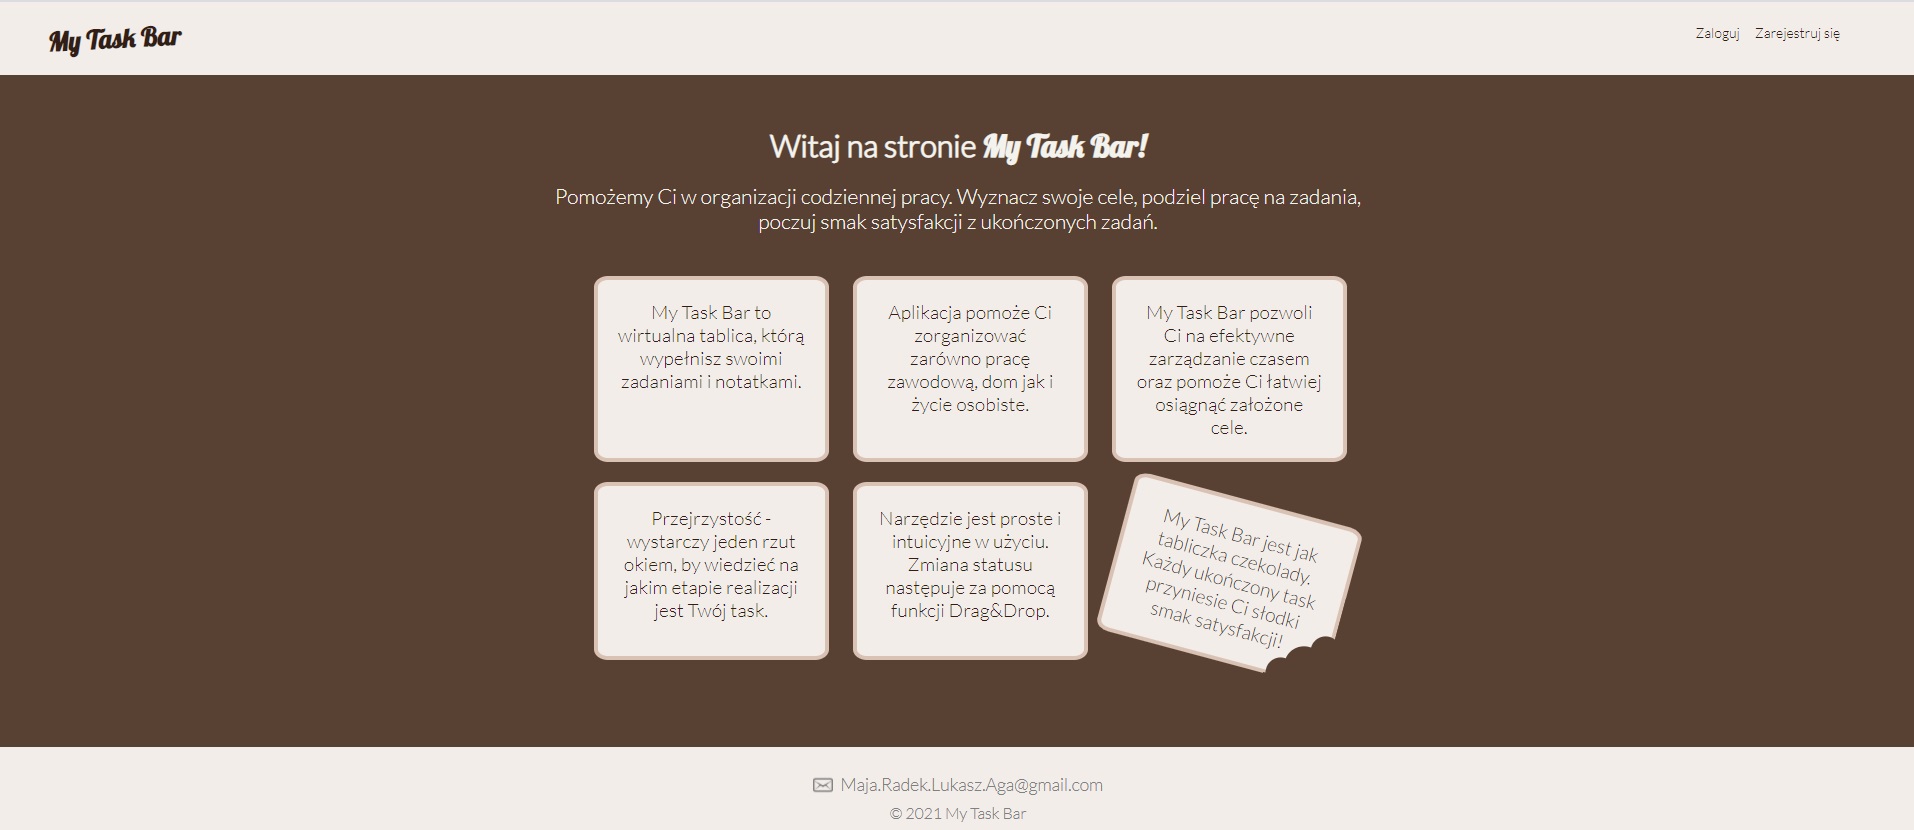 My Task Bar
Zaloguj Zarejestruj się
Witaj na stronie My Task Bar!
Pomożemy Ci w organizacji codziennej pracy. Wyznacz swoje cele, podziel pracę na zadania,
poczuj smak satysfakcji z ukończonych zadań.
My Task Bar to
wirtualna tablica, którą
wypełnisz swoimi
zadaniami i notatkami.
Aplikacja pomoże Ci
zorganizować
zarówno pracę
zawodową, dom jak i
życie osobiste.
My Task Bar pozwoli
Ci na efektywne
zarządzanie czasem
oraz pomoże Ci łatwiej
osiągnąć założone
cele.
Przejrzystość -
wystarczy jeden rzut
okiem, by wiedzieć na
jakim etapie realizacji
jest Twój task.
Narzędzie jest proste i
intuicyjne w użyciu.
Zmiana statusu
następuje za pomocą
funkcji Drag&Drop.
My Task Bar jest jak
tabliczka czekolady.
Każdy ukończony task
przyniesie Ci słodki
smak satysfakcji!
Maja.Radek.Lukasz.Aga@gmail.com
© 2021 My Task Bar